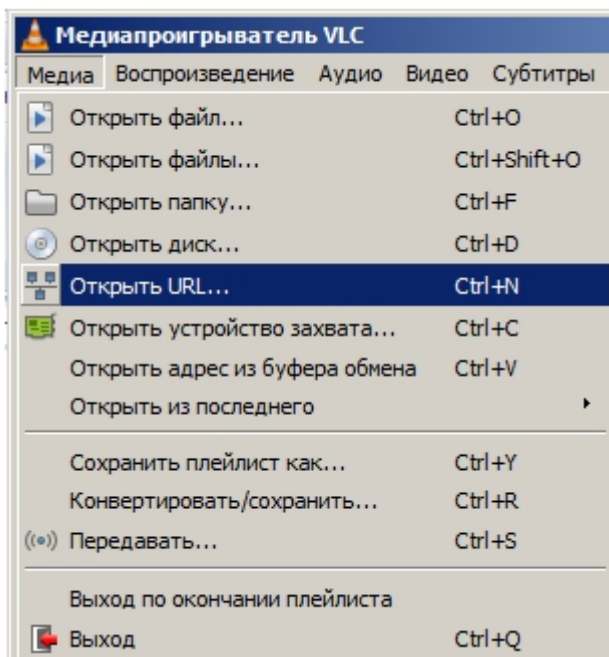 Медиапроигрыватель VLC
Медиа Воспроизведение Аудио Видео Субтитры
Открыть файл... Ctrl+O
Открыть файлы... Ctrl+Shift+O
Открыть папку... Ctrl+F
Открыть диск... Ctrl+D
Открыть URL... Ctrl+N
Открыть устройство захвата... Ctrl+C
Открыть адрес из буфера обмена Ctrl+V
Открыть из последнего
Сохранить плейлист как... Ctrl+Y
Конвертировать/сохранить... Ctrl+R
Передавать... Ctrl+S
Выход по окончании плейлиста
Выход Ctrl+Q